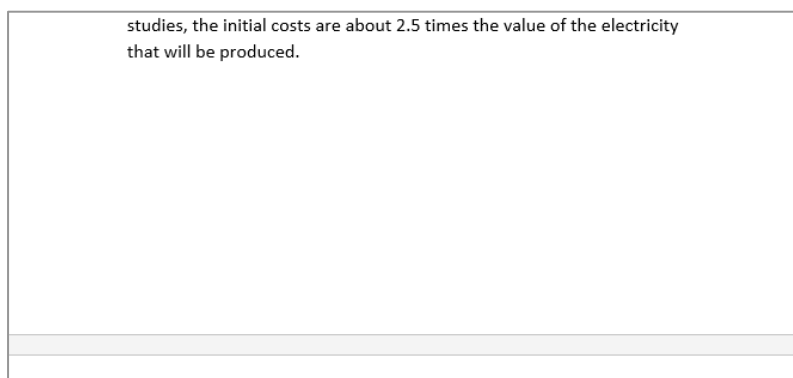 studies, the initial costs are about 2.5 times the value of the electricity
that will be produced.